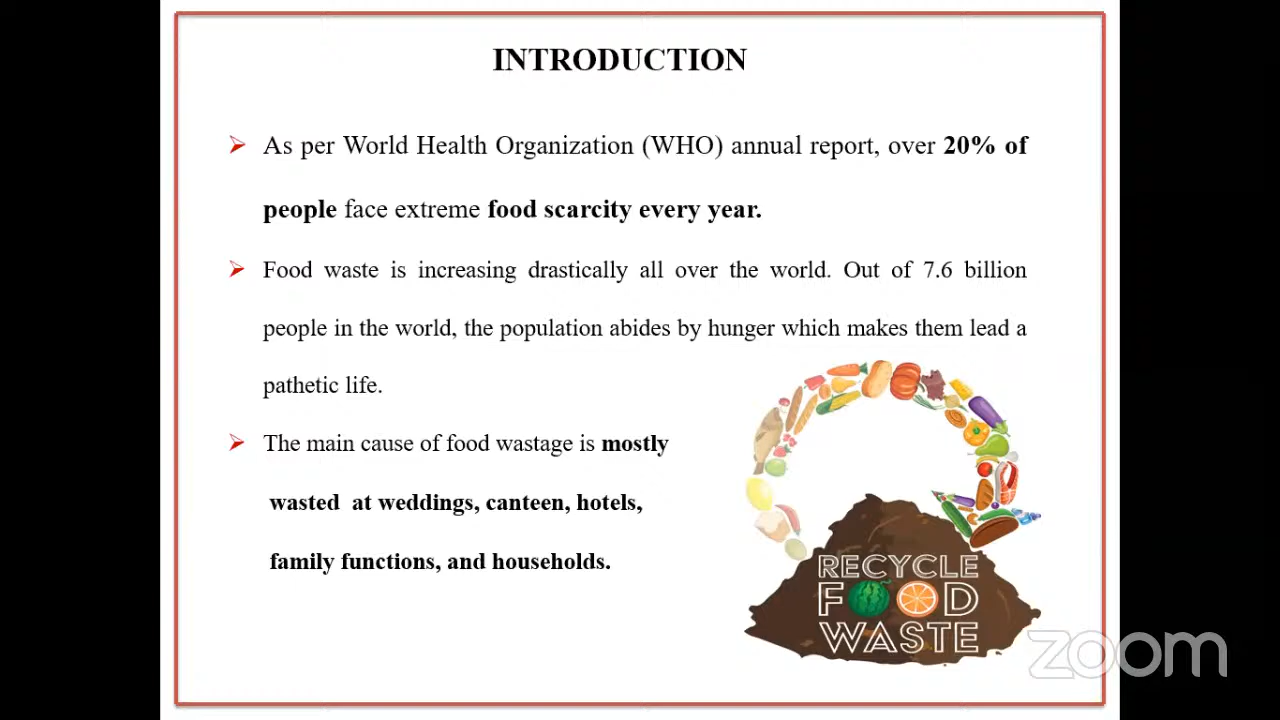 INTRODUCTION
As per World Health Organization (WHO) annual report, over 20% of
people face extreme food scarcity every year.
Food waste is increasing drastically all over the world. Out of 7.6 billion
people in the world, the population abides by hunger which makes them lead a
pathetic life.
The main cause of food wastage is mostly
wasted at weddings, canteen, hotels,
family functions, and households.
RECYCLE
FOOD
WASTE
zoom